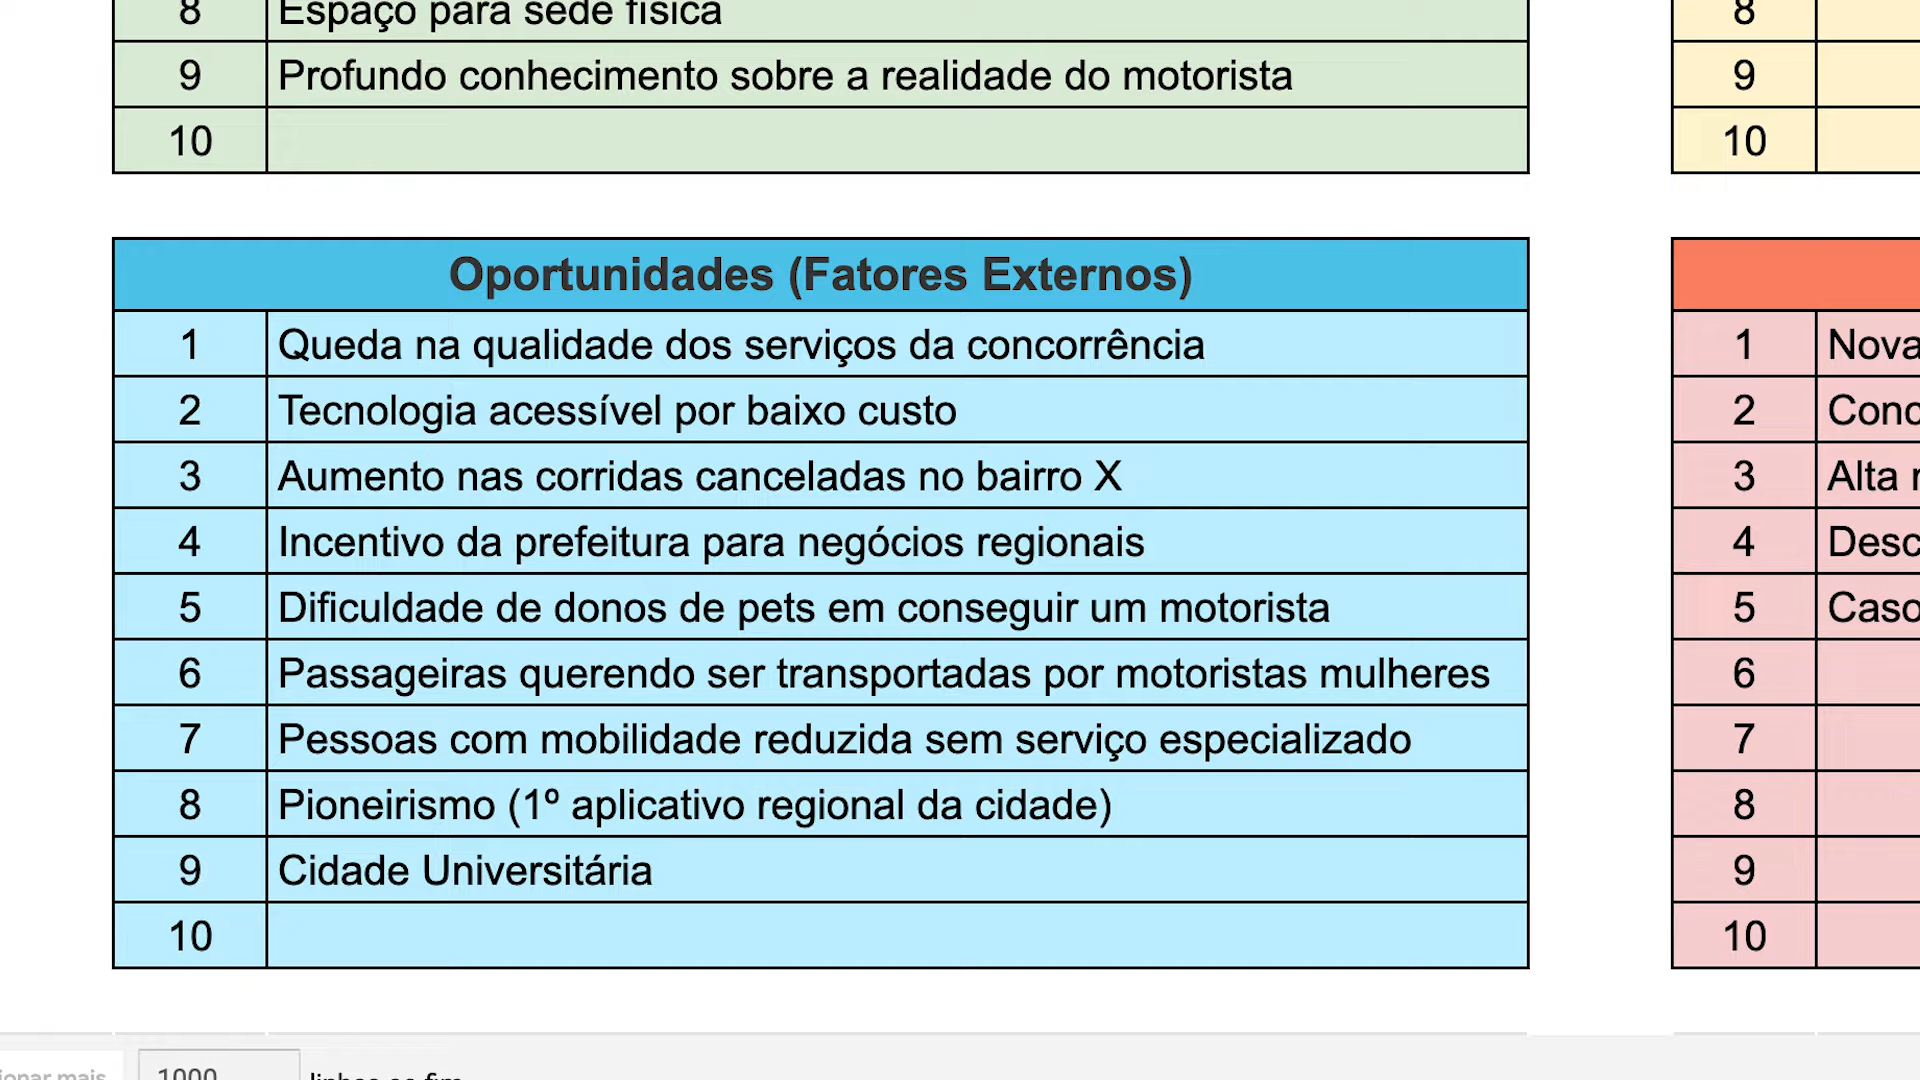 8 Espaço para sede física 8
9 Profundo conhecimento sobre a realidade do motorista 9
10 10
Oportunidades (Fatores Externos)
1 Queda na qualidade dos serviços da concorrência 1 Nova
2 Tecnologia acessível por baixo custo 2 Conc
3 Aumento nas corridas canceladas no bairro X 3 Alta
4 Incentivo da prefeitura para negócios regionais 4 Desc
5 Dificuldade de donos de pets em conseguir um motorista 5 Caso
6 Passageiras querendo ser transportadas por motoristas mulheres 6
7 Pessoas com mobilidade reduzida sem serviço especializado 7
8 Pioneirismo (1º aplicativo regional da cidade) 8
9 Cidade Universitária 9
10 10
ionar mais 1000 linhas ao fim